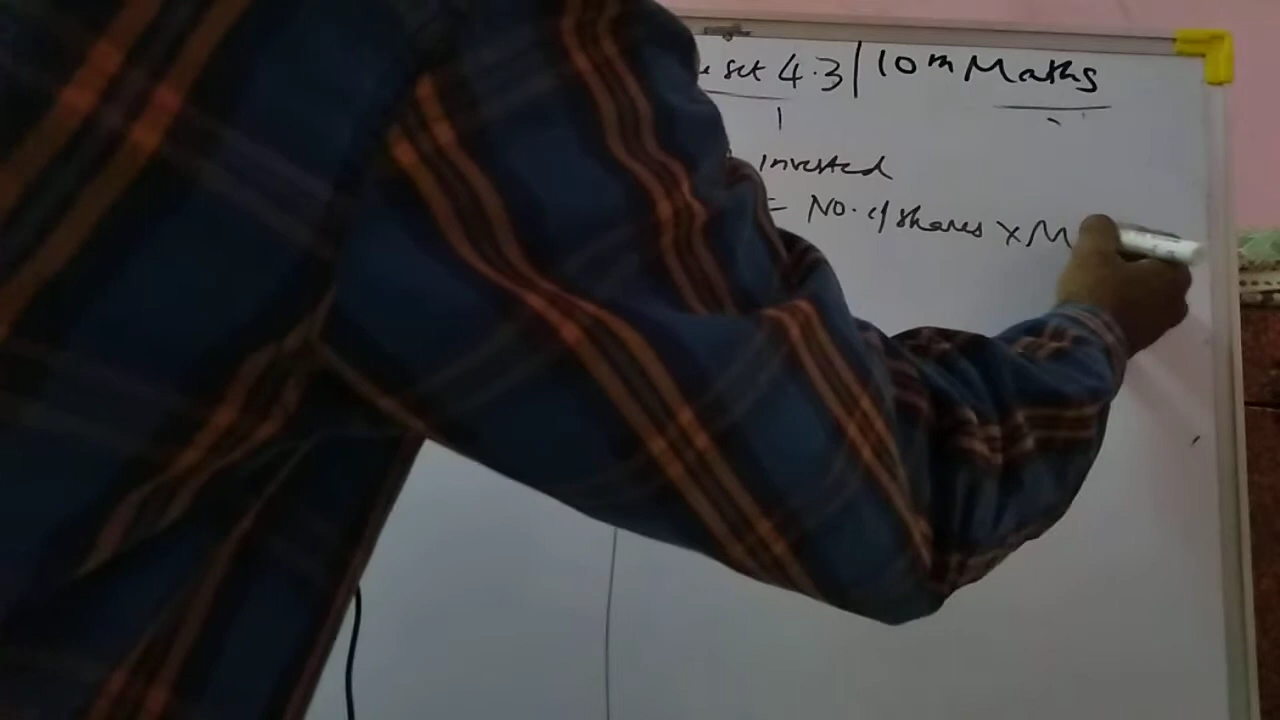 set 4.3 | 10th Maths
invested
= No. of shares × M